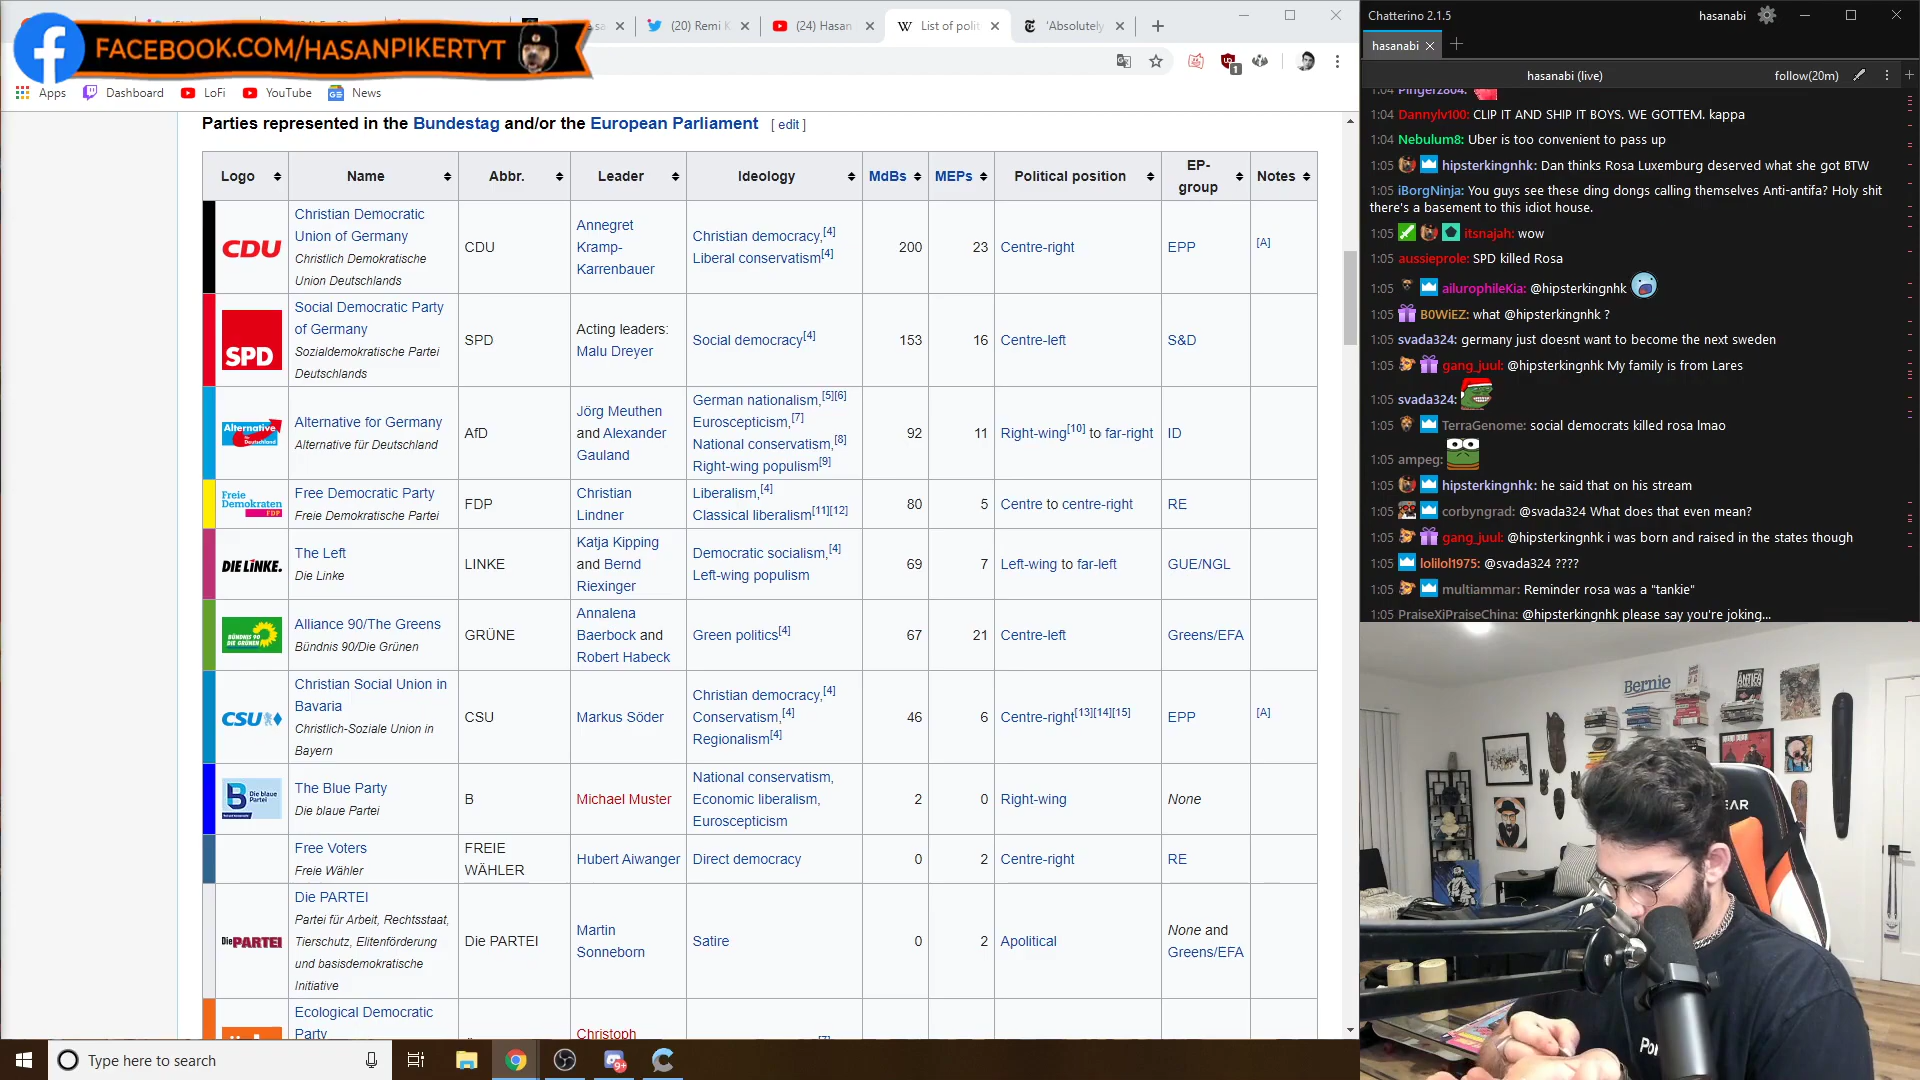 FACEBOOK.COM/HASANPIKERTYT
(20) Remi K
(24) Hasan
List of polit
'Absolutely
1
Apps
Dashboard
LoFi
YouTube
News
Parties represented in the Bundestag and/or the European Parliament [ edit ]
Logo Name Abbr. Leader Ideology MdBs MEPs Political position EP-group Notes
CDU
Christian Democratic
Union of Germany
Christlich Demokratische
Union Deutschlands
CDU
Annegret
Kramp-
Karrenbauer
Christian democracy,[4]
Liberal conservatism[4]
200
23
Centre-right
EPP
[A]
SPD
Social Democratic Party
of Germany
Sozialdemokratische Partei
Deutschlands
SPD
Acting leaders:
Malu Dreyer
Social democracy[4]
153
16
Centre-left
S&D
Alternative
für Deutschland
Alternative for Germany
Alternative für Deutschland
AfD
Jörg Meuthen
and Alexander
Gauland
German nationalism,[5][6]
Euroscepticism,[7]
National conservatism,[8]
Right-wing populism[9]
92
11
Right-wing[10] to far-right
ID
Freie
Demokraten
FDP
Free Democratic Party
Freie Demokratische Partei
FDP
Christian
Lindner
Liberalism,[4]
Classical liberalism[11][12]
80
5
Centre to centre-right
RE
DIE LINKE.
The Left
Die Linke
LINKE
Katja Kipping
and Bernd
Riexinger
Democratic socialism,[4]
Left-wing populism
69
7
Left-wing to far-left
GUE/NGL
BÜNDNIS 90
DIE GRÜNEN
Alliance 90/The Greens
Bündnis 90/Die Grünen
GRÜNE
Annalena
Baerbock and
Robert Habeck
Green politics[4]
67
21
Centre-left
Greens/EFA
CSU
Christian Social Union in
Bavaria
Christlich-Soziale Union in
Bayern
CSU
Markus Söder
Christian democracy,[4]
Conservatism,[4]
Regionalism[4]
46
6
Centre-right[13][14][15]
EPP
[A]
B
Die blaue
Partei
The Blue Party
Die blaue Partei
B
Michael Muster
National conservatism,
Economic liberalism,
Euroscepticism
2
0
Right-wing
None
Free Voters
Freie Wähler
FREIE
WÄHLER
Hubert Aiwanger
Direct democracy
0
2
Centre-right
RE
Die PARTEI
Die PARTEI
Partei für Arbeit, Rechtsstaat,
Tierschutz, Elitenförderung
und basisdemokratische
Initiative
Die PARTEI
Martin
Sonneborn
Satire
0
2
Apolitical
None and
Greens/EFA
Ecological Democratic
Party
Christoph
Type here to search
9+
Chatterino 2.1.5
hasanabi
hasanabi
hasanabi (live)
follow(20m)
1:04 Pinger2804:
1:04 Dannylv100: CLIP IT AND SHIP IT BOYS. WE GOTTEM. kappa
1:04 Nebulum8: Uber is too convenient to pass up
1:05 hipsterkingnhk: Dan thinks Rosa Luxemburg deserved what she got BTW
1:05 iBorgNinja: You guys see these ding dongs calling themselves Anti-antifa? Holy shit
there's a basement to this idiot house.
1:05 itsnajah: wow
1:05 aussieprole: SPD killed Rosa
1:05 ailurophileKia: @hipsterkingnhk
1:05 B0WiEZ: what @hipsterkingnhk ?
1:05 svada324: germany just doesnt want to become the next sweden
1:05 gang_juul: @hipsterkingnhk My family is from Lares
1:05 svada324:
1:05 TerraGenome: social democrats killed rosa lmao
1:05 ampeg:
1:05 hipsterkingnhk: he said that on his stream
1:05 corbyngrad: @svada324 What does that even mean?
1:05 gang_juul: @hipsterkingnhk i was born and raised in the states though
1:05 lolilol1975: @svada324 ????
1:05 multiammar: Reminder rosa was a "tankie"
1:05 PraiseXiPraiseChina: @hipsterkingnhk please say you're joking...
Bernie
ANTIFA